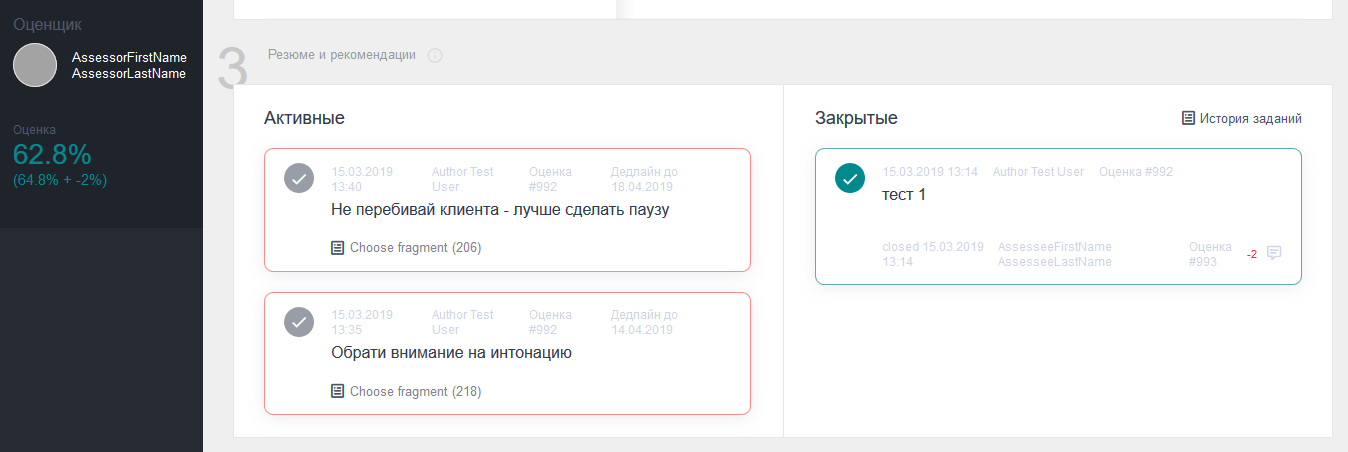 Оценщик
AssessorFirstName
AssessorLastName
Оценка
62.8%
(64.8% + -2%)
3
Резюме и рекомендации
Активные
15.03.2019
13:40
Author Test
User
Оценка
#992
Дедлайн до
18.04.2019
Не перебивай клиента - лучше сделать паузу
Choose fragment (206)
15.03.2019
13:35
Author Test
User
Оценка
#992
Дедлайн до
14.04.2019
Обрати внимание на интонацию
Choose fragment (218)
Закрытые
История заданий
15.03.2019 13:14
Author Test User
Оценка #992
тест 1
closed 15.03.2019
13:14
AssesseeFirstName
AssesseeLastName
Оценка
#993
-2